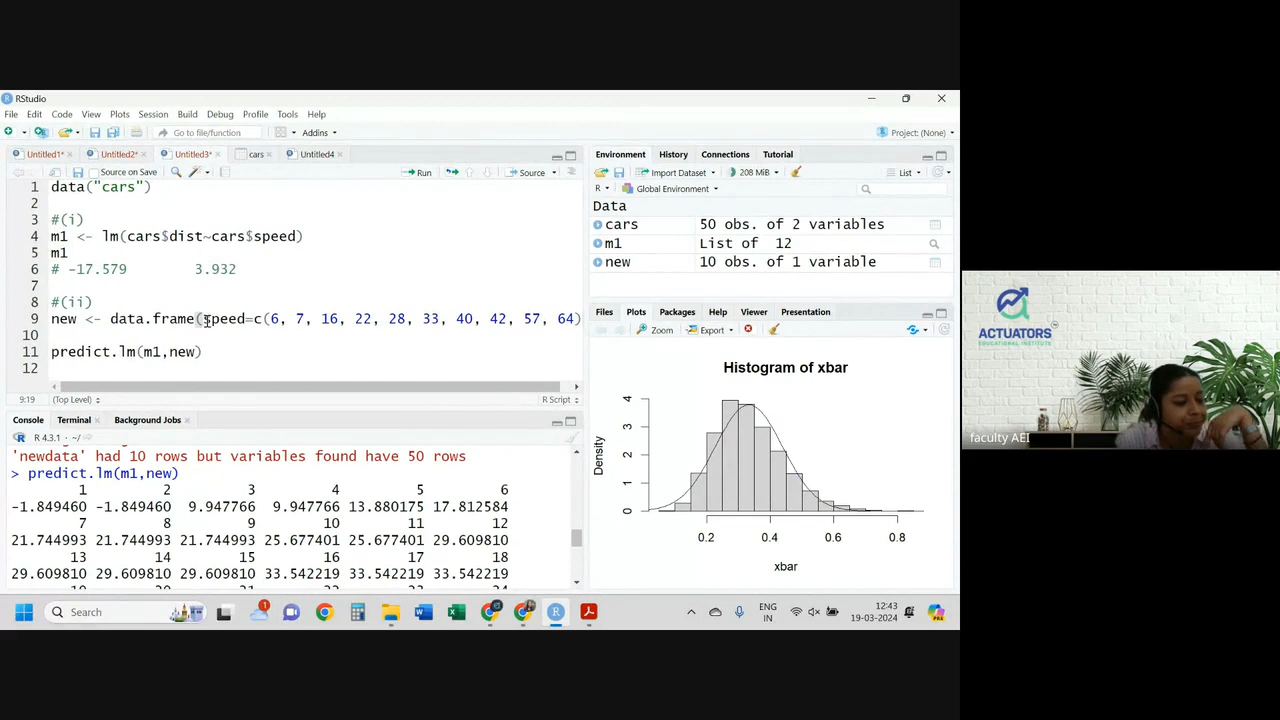 RStudio
File Edit Code View Plots Session Build Debug Profile Tools Help
Go to file/function Addins Project: (None)
Untitled1* Untitled2* Untitled3* cars Untitled4
Source on Save Run Source
1 data("cars")
2
3 #(i)
4 m1 <- lm(cars$dist~cars$speed)
5 m1
6 # -17.579 3.932
7
8 #(ii)
9 new <- data.frame(speed=c(6, 7, 16, 22, 28, 33, 40, 42, 57, 64)
10
11 predict.lm(m1,new)
12
9:19 (Top Level) R Script
Console Terminal Background Jobs
R 4.3.1 · ~/
'newdata' had 10 rows but variables found have 50 rows
> predict.lm(m1,new)
1 2 3 4 5 6
-1.849460 -1.849460 9.947766 9.947766 13.880175 17.812584
7 8 9 10 11 12
21.744993 21.744993 21.744993 25.677401 25.677401 29.609810
13 14 15 16 17 18
29.609810 29.609810 29.609810 33.542219 33.542219 33.542219
Environment History Connections Tutorial
Import Dataset 208 MiB List
R Global Environment
Data
cars 50 obs. of 2 variables
m1 List of 12
new 10 obs. of 1 variable
Files Plots Packages Help Viewer Presentation
Zoom Export
Histogram of xbar
Density
4
3
2
1
0
0.2 0.4 0.6 0.8
xbar
Search
1
ENG
IN
12:43
19-03-2024
ACTUATORS
EDUCATIONAL INSTITUTE
faculty AEI